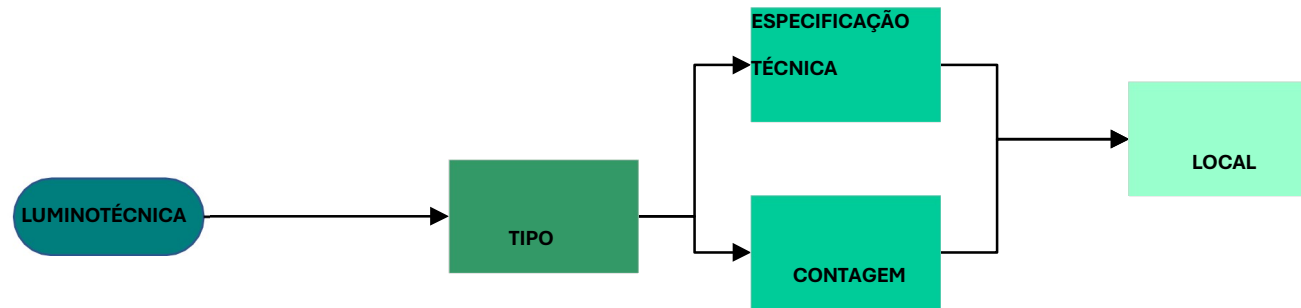 LUMINOTÉCNICA
TIPO
ESPECIFICAÇÃO
TÉCNICA
CONTAGEM
LOCAL